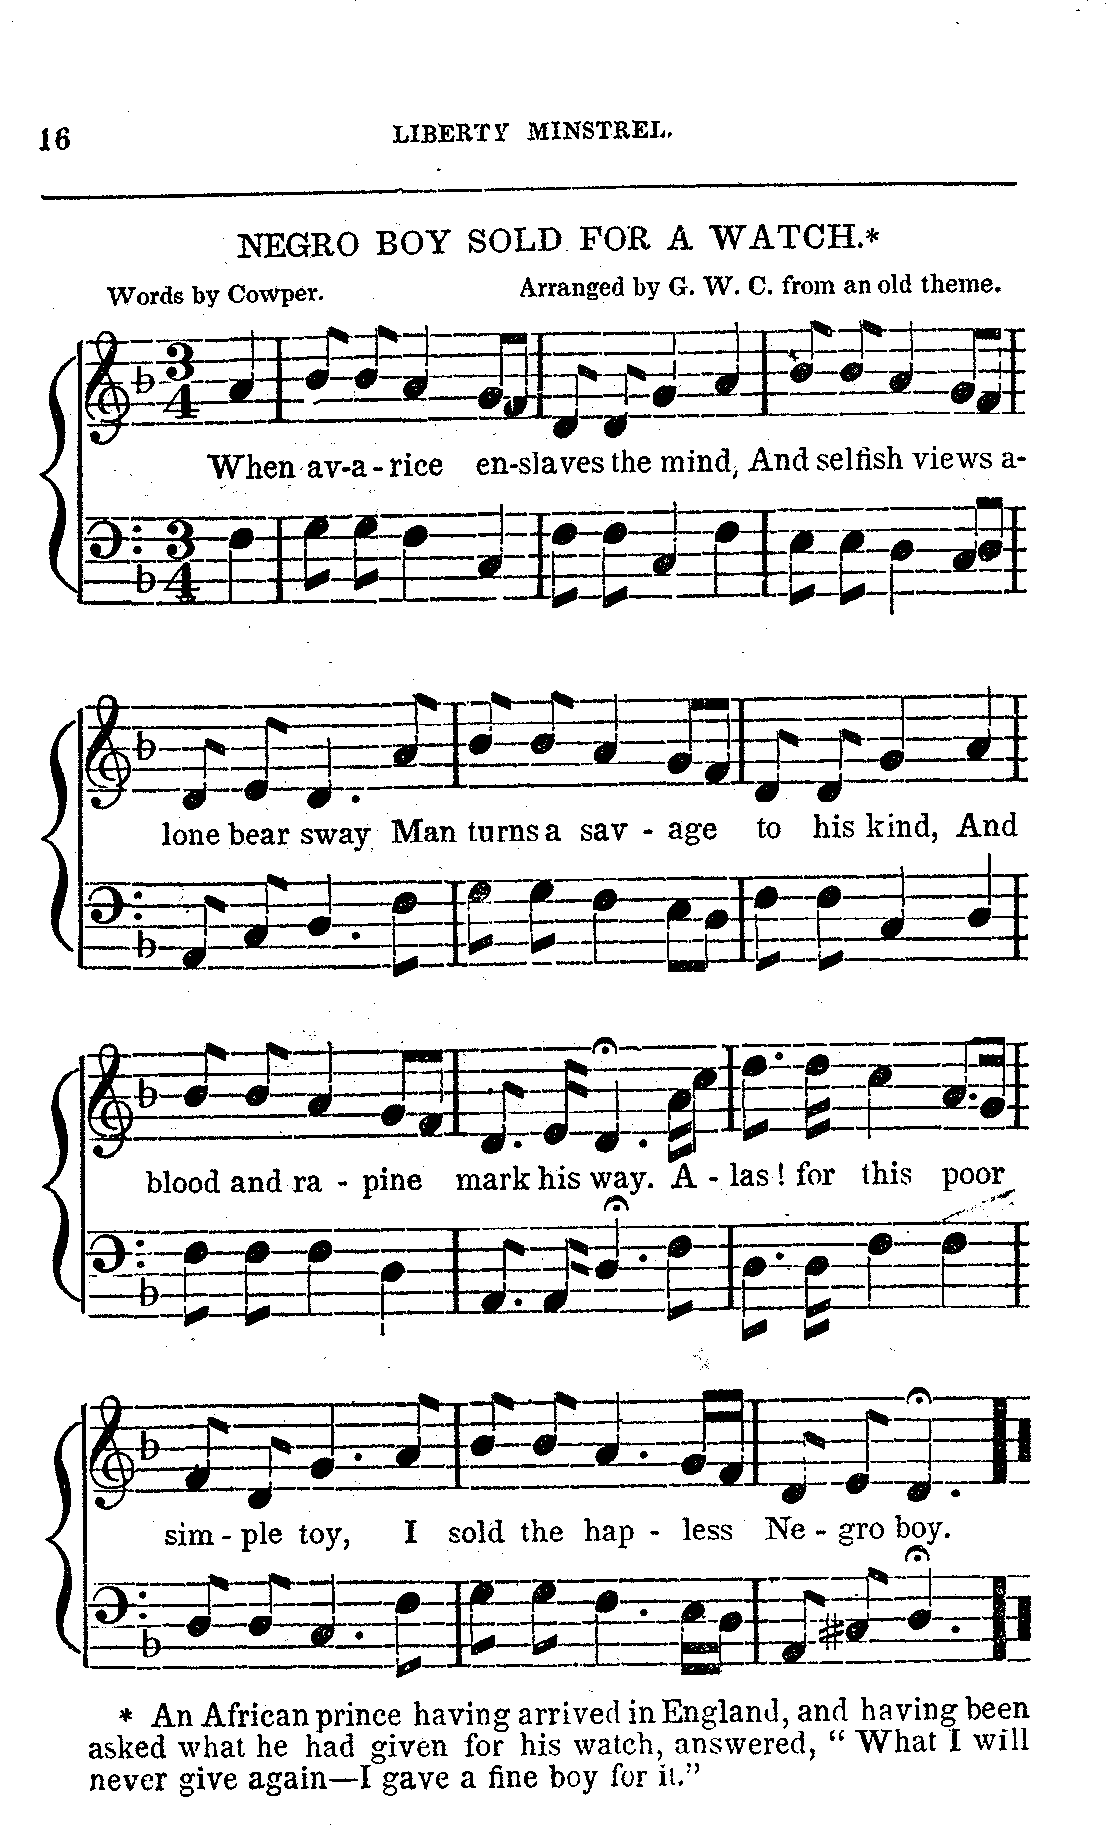 16
LIBERTY MINSTREL.
NEGRO BOY SOLD FOR A WATCH.*
Words by Cowper.
Arranged by G. W. C. from an old theme.
3
4
When av-a-rice en-slaves the mind, And selfish views a-
3
4
lone bear sway Man turns a sav - age to his kind, And
blood and ra - pine mark his way. A - las! for this poor
sim - ple toy, I sold the hap - less Ne - gro boy.
* An African prince having arrived in England, and having been
asked what he had given for his watch, answered, "What I will
never give again—I gave a fine boy for it."